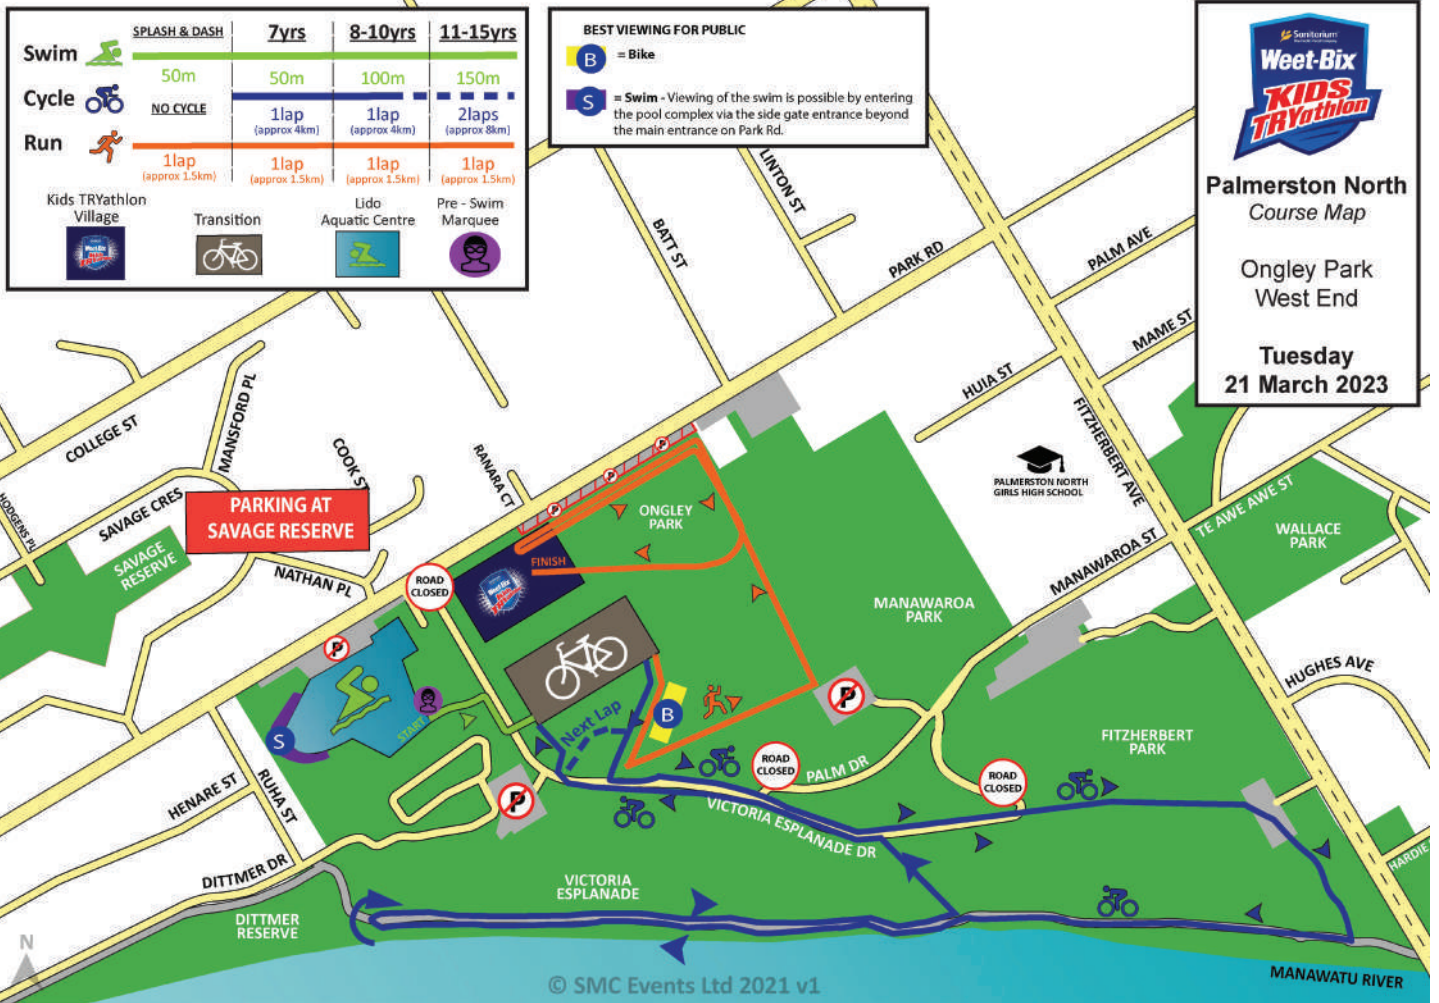 SPLASH & DASH
7yrs
8-10yrs
11-15yrs
Swim
50m
50m
100m
150m
Cycle
NO CYCLE
1lap
(approx 4km)
1lap
(approx 4km)
2laps
(approx 8km)
Run
1lap
(approx 1.5km)
1lap
(approx 1.5km)
1lap
(approx 1.5km)
1lap
(approx 1.5km)
Kids TRYathlon
Village
Transition
Lido
Aquatic Centre
Pre - Swim
Marquee
BEST VIEWING FOR PUBLIC
B = Bike
S = Swim - Viewing of the swim is possible by entering
the pool complex via the side gate entrance beyond
the main entrance on Park Rd.
Sanitarium
Weet-Bix
KIDS
TRYathlon
Palmerston North
Course Map
Ongley Park
West End
Tuesday
21 March 2023
LINTON ST
BATT ST
PARK RD
PALM AVE
MAME ST
HUIA ST
FITZHERBERT AVE
COLLEGE ST
MANSFORD PL
COOK ST
RANARA CT
HODGENS PL
SAVAGE CRES
PARKING AT
SAVAGE RESERVE
SAVAGE
RESERVE
NATHAN PL
ROAD
CLOSED
P
P
P
ONGLEY
PARK
FINISH
Weet-Bix
PALMERSTON NORTH
GIRLS HIGH SCHOOL
TE AWE AWE ST
WALLACE
PARK
MANAWAROA ST
MANAWAROA
PARK
HUGHES AVE
P
START
S
Next Lap
B
P
FITZHERBERT
PARK
ROAD
CLOSED
PALM DR
ROAD
CLOSED
P
HENARE ST
RUHA ST
VICTORIA ESPLANADE DR
HARDIE
DITTMER DR
VICTORIA
ESPLANADE
DITTMER
RESERVE
N
© SMC Events Ltd 2021 v1
MANAWATU RIVER